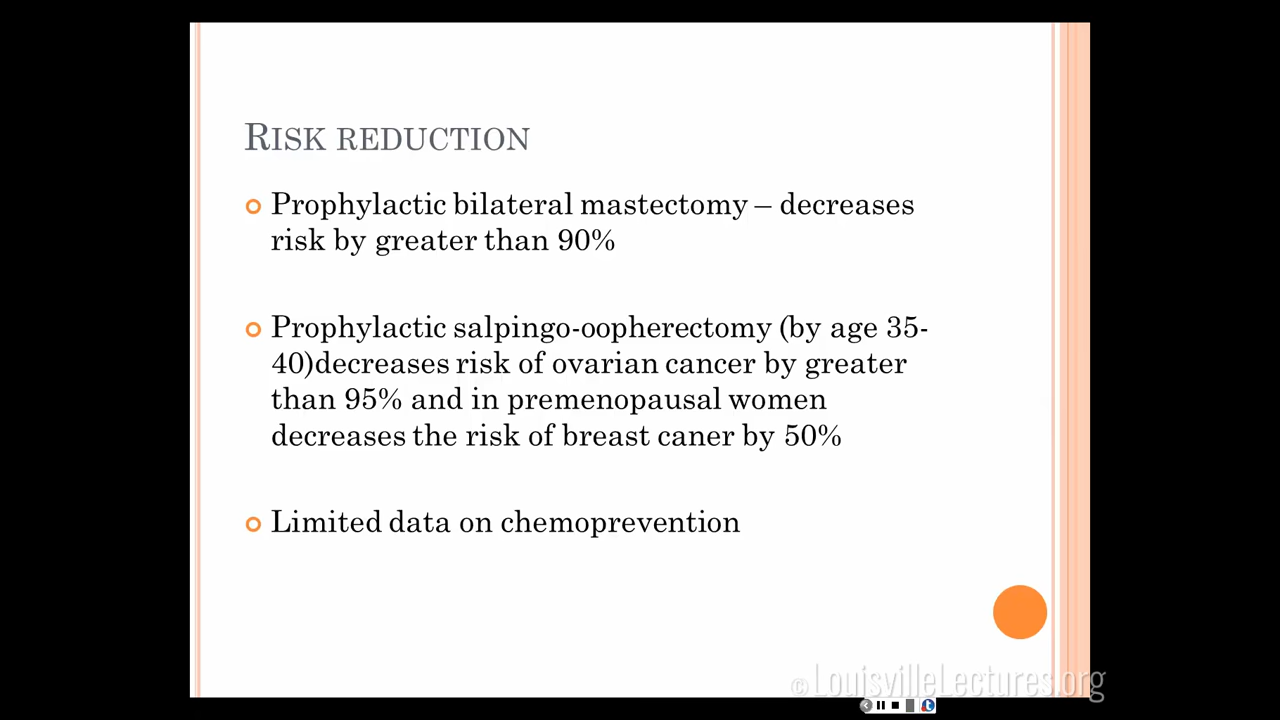 RISK REDUCTION
Prophylactic bilateral mastectomy – decreases
risk by greater than 90%
Prophylactic salpingo-oopherectomy (by age 35-
40)decreases risk of ovarian cancer by greater
than 95% and in premenopausal women
decreases the risk of breast caner by 50%
Limited data on chemoprevention
© LouisvilleLectures.org